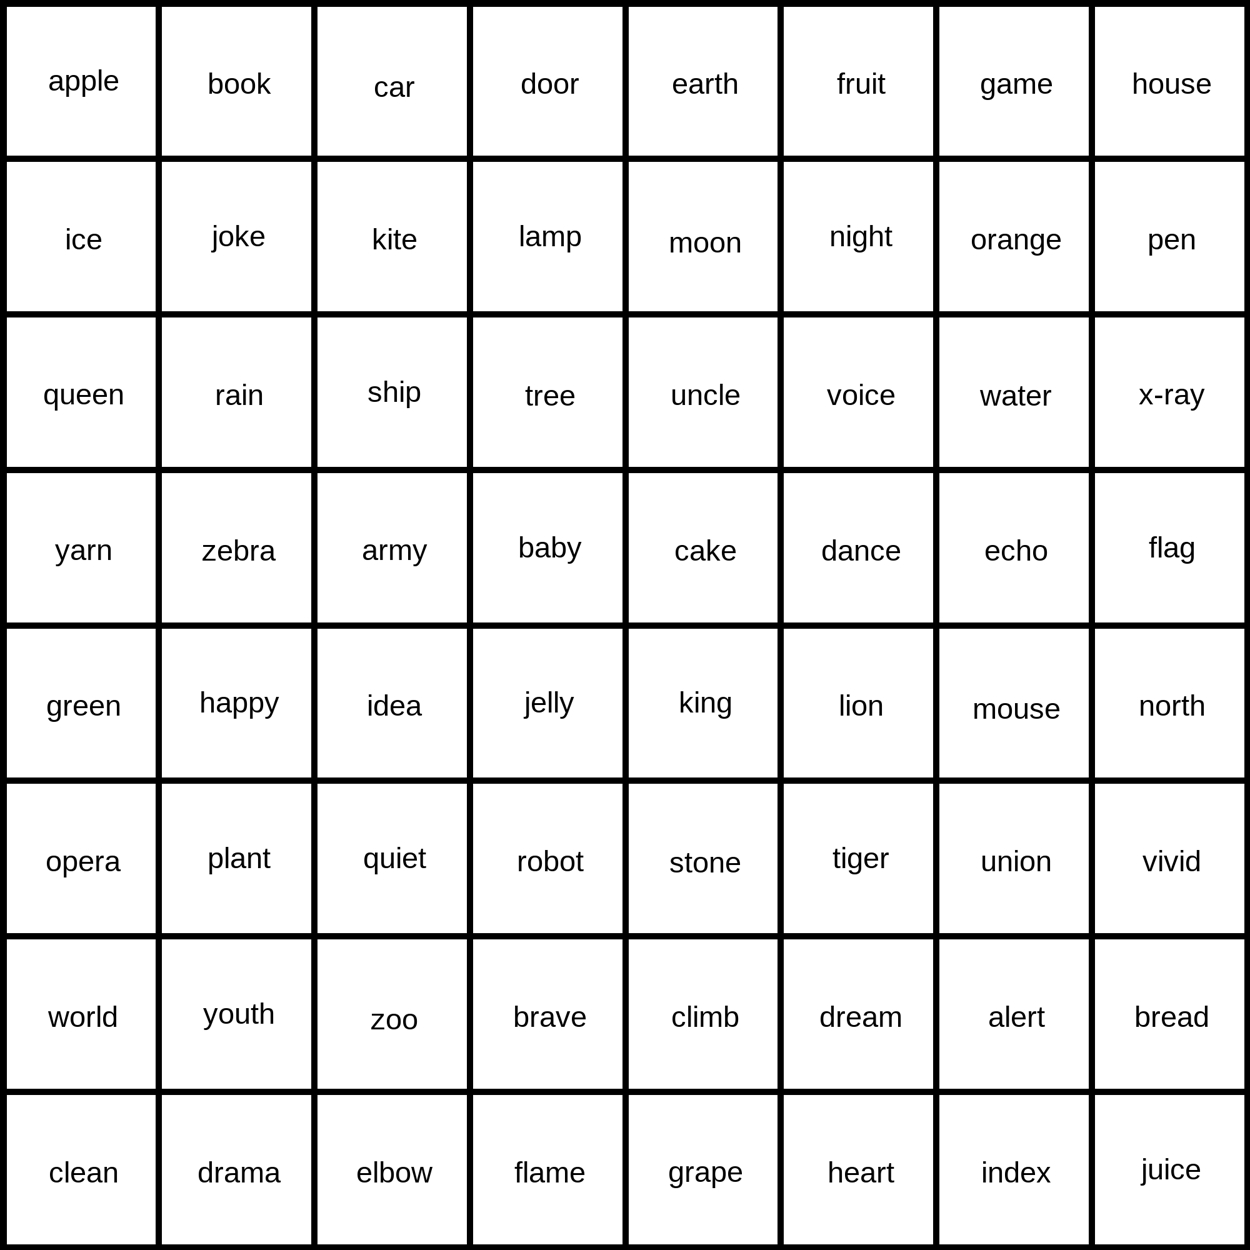 apple book car door earth fruit game house
ice joke kite lamp moon night orange pen
queen rain ship tree uncle voice water x-ray
yarn zebra army baby cake dance echo flag
green happy idea jelly king lion mouse north
opera plant quiet robot stone tiger union vivid
world youth zoo brave climb dream alert bread
clean drama elbow flame grape heart index juice